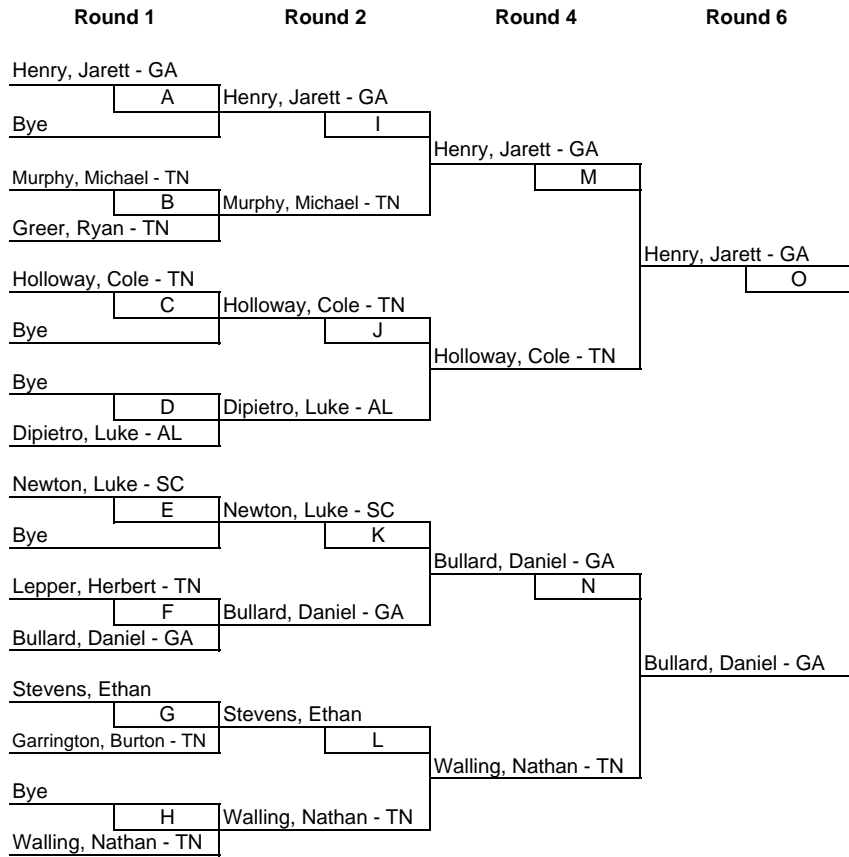 Round 1 Round 2 Round 4 Round 6
Henry, Jarett - GA
A Henry, Jarett - GA
Bye I
Henry, Jarett - GA
Murphy, Michael - TN M
B Murphy, Michael - TN
Greer, Ryan - TN
Henry, Jarett - GA
Holloway, Cole - TN O
C Holloway, Cole - TN
Bye J
Holloway, Cole - TN
Bye
D Dipietro, Luke - AL
Dipietro, Luke - AL
Newton, Luke - SC
E Newton, Luke - SC
Bye K
Bullard, Daniel - GA
Lepper, Herbert - TN N
F Bullard, Daniel - GA
Bullard, Daniel - GA
Bullard, Daniel - GA
Stevens, Ethan
G Stevens, Ethan
Garrington, Burton - TN L
Walling, Nathan - TN
Bye
H Walling, Nathan - TN
Walling, Nathan - TN